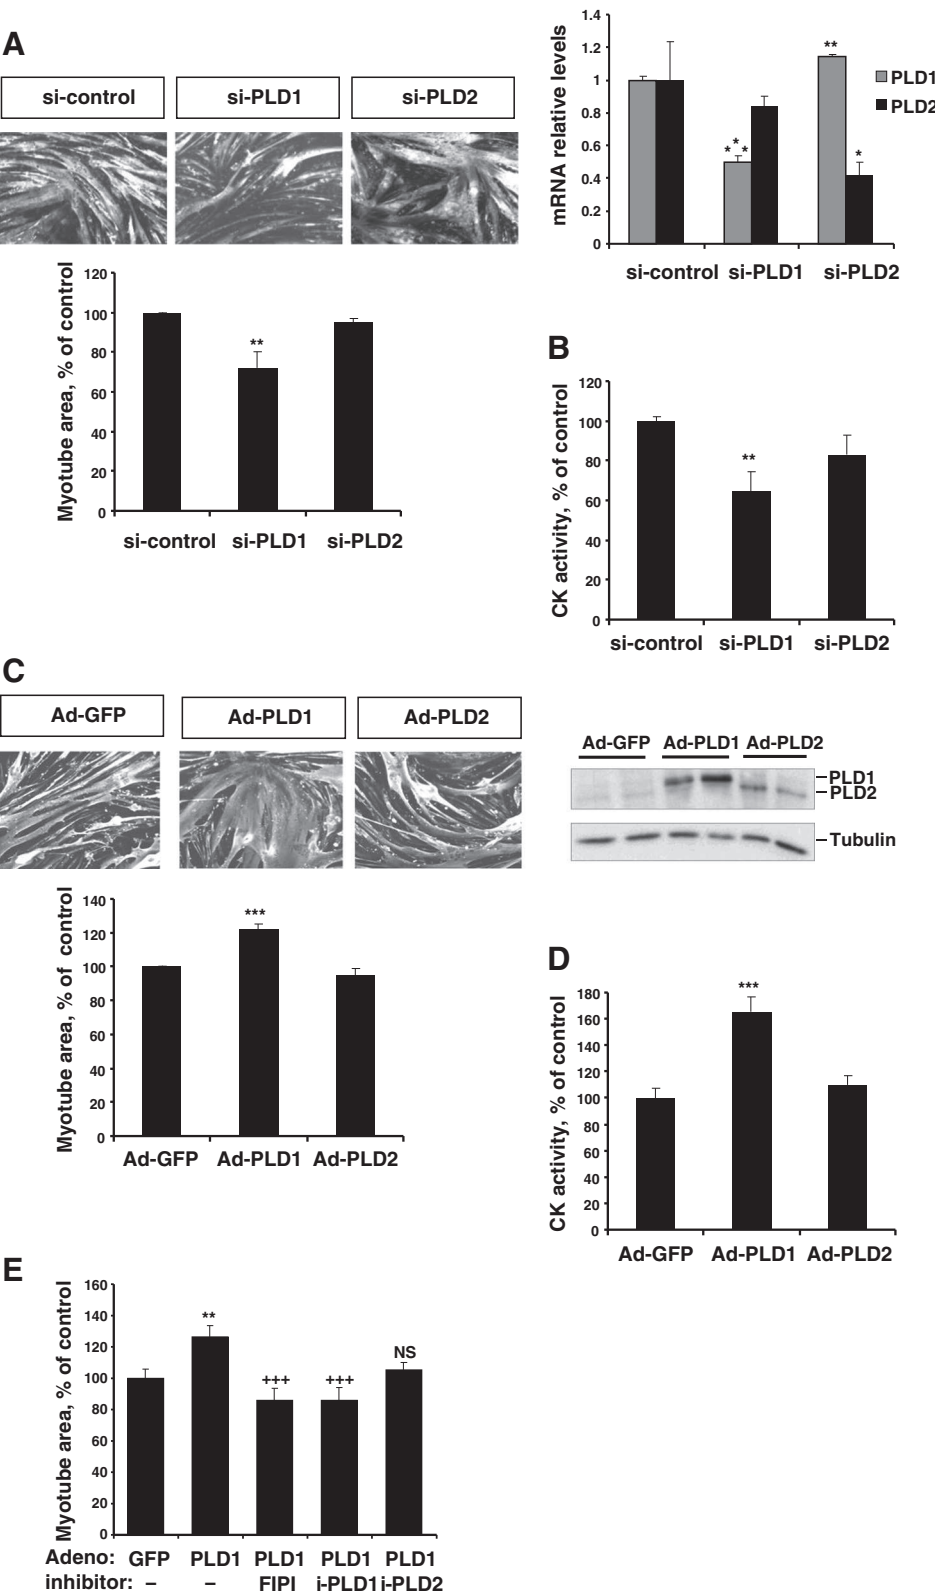 A
si-control si-PLD1 si-PLD2
Myotube area, % of control
120
100
80
60
40
20
0
**
si-control si-PLD1 si-PLD2
mRNA relative levels
1.4
1.2
1
0.8
0.6
0.4
0.2
0
***
**
*
PLD1
PLD2
si-control si-PLD1 si-PLD2
B
CK activity, % of control
120
100
80
60
40
20
0
**
si-control si-PLD1 si-PLD2
C
Ad-GFP Ad-PLD1 Ad-PLD2
Myotube area, % of control
140
120
100
80
60
40
20
0
***
Ad-GFP Ad-PLD1 Ad-PLD2
Ad-GFP Ad-PLD1 Ad-PLD2
PLD1
PLD2
Tubulin
D
CK activity, % of control
180
160
140
120
100
80
60
40
20
0
***
Ad-GFP Ad-PLD1 Ad-PLD2
E
Myotube area, % of control
160
140
120
100
80
60
40
20
0
**
+++
+++
NS
Adeno: GFP PLD1 PLD1 PLD1 PLD1
inhibitor: – – FIPI i-PLD1 i-PLD2